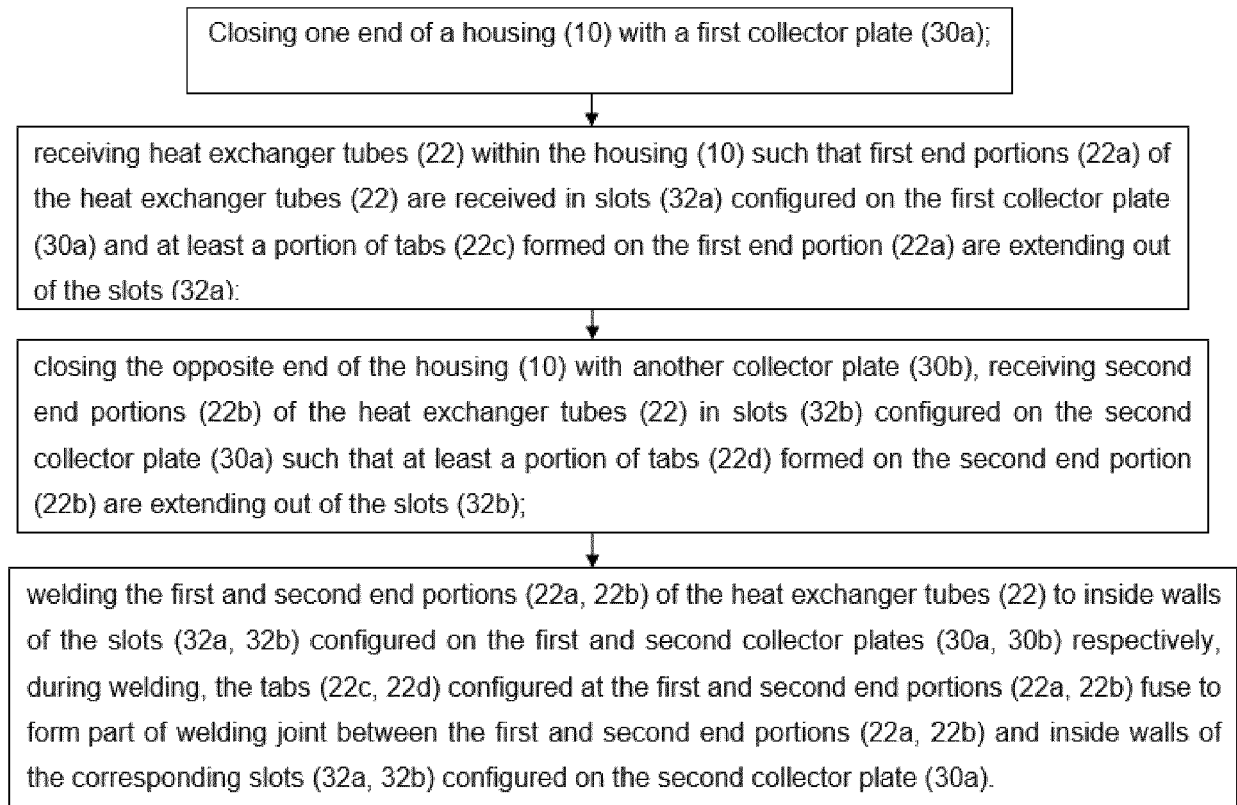 Closing one end of a housing (10) with a first collector plate (30a);
receiving heat exchanger tubes (22) within the housing (10) such that first end portions (22a) of
the heat exchanger tubes (22) are received in slots (32a) configured on the first collector plate
(30a) and at least a portion of tabs (22c) formed on the first end portion (22a) are extending out
of the slots (32a);
closing the opposite end of the housing (10) with another collector plate (30b), receiving second
end portions (22b) of the heat exchanger tubes (22) in slots (32b) configured on the second
collector plate (30a) such that at least a portion of tabs (22d) formed on the second end portion
(22b) are extending out of the slots (32b);
welding the first and second end portions (22a, 22b) of the heat exchanger tubes (22) to inside walls
of the slots (32a, 32b) configured on the first and second collector plates (30a, 30b) respectively,
during welding, the tabs (22c, 22d) configured at the first and second end portions (22a, 22b) fuse to
form part of welding joint between the first and second end portions (22a, 22b) and inside walls of
the corresponding slots (32a, 32b) configured on the second collector plate (30a).